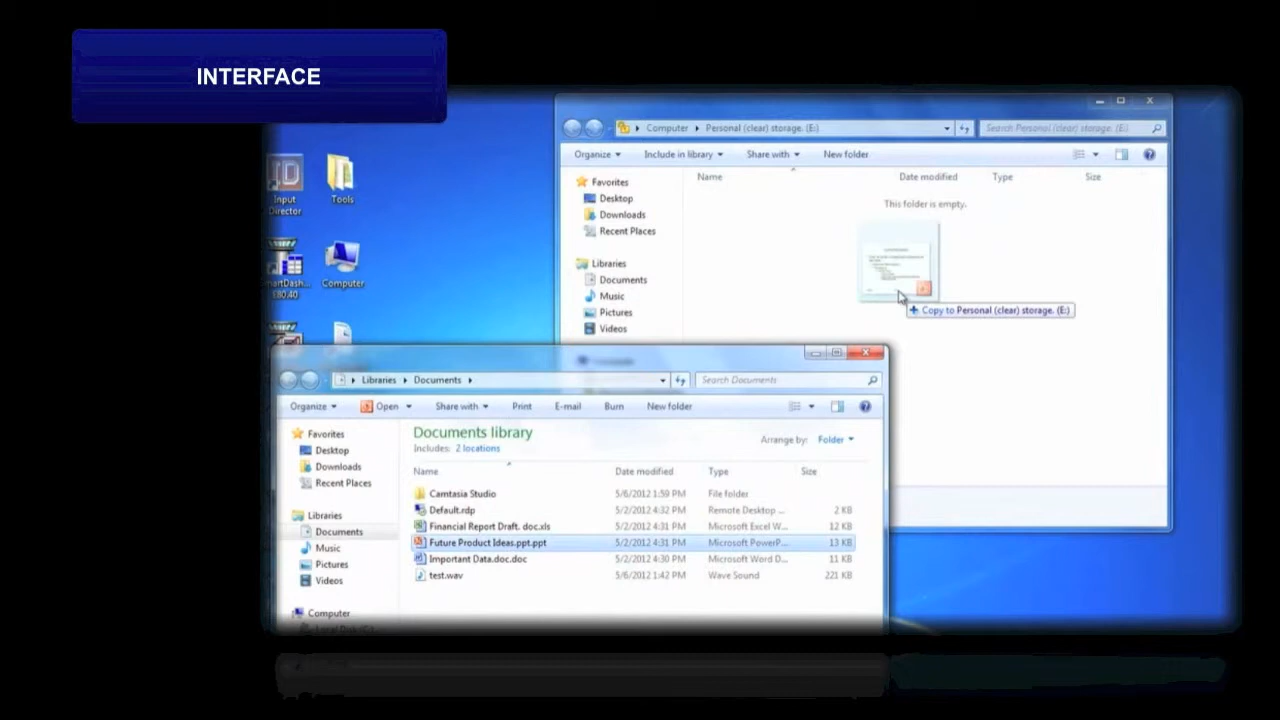 INTERFACE
Computer Personal (clear) storage. (E:) Search Personal (clear) storage. (E:)
Organize Include in library Share with New folder
Name Date modified Type Size
This folder is empty.
Favorites
Desktop
Downloads
Recent Places
Libraries
Documents
Music
Pictures
Videos
Copy to Personal (clear) storage. (E:)
Input
Director
Tools
Computer
E80.40
Libraries Documents Search Documents
Organize Open Share with Print E-mail Burn New folder
Documents library
Includes: 2 locations
Arrange by: Folder
Favorites
Desktop
Downloads
Recent Places
Libraries
Documents
Music
Pictures
Videos
Computer
Name Date modified Type Size
Camtasia Studio 5/6/2012 1:59 PM File folder
Default.rdp 5/2/2012 4:32 PM Remote Desktop ... 2 KB
Financial Report Draft. doc.xls 5/2/2012 4:31 PM Microsoft Excel W... 12 KB
Future Product Ideas.ppt.ppt 5/2/2012 4:31 PM Microsoft PowerP... 13 KB
Important Data.doc.doc 5/2/2012 4:30 PM Microsoft Word D... 11 KB
test.wav 5/6/2012 1:42 PM Wave Sound 221 KB